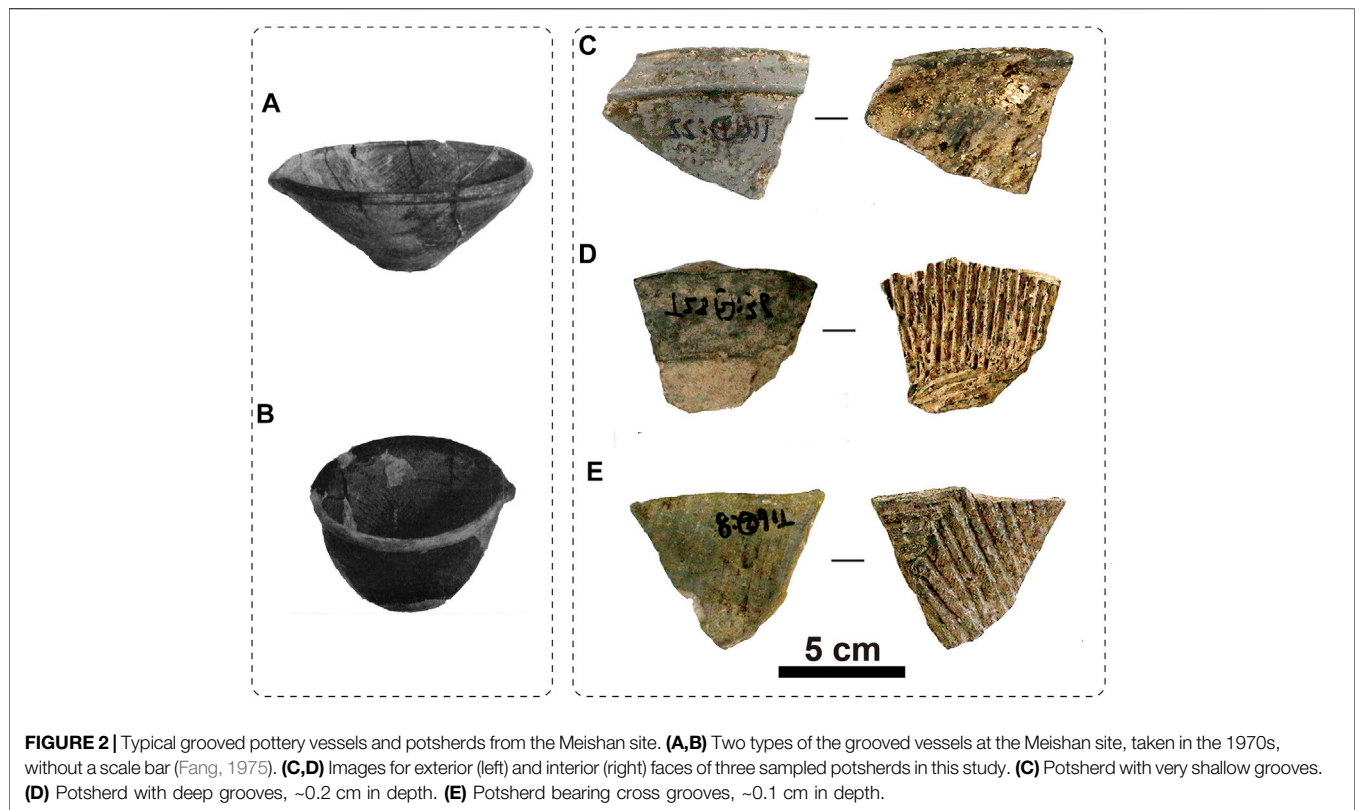 A
B
C
D
E
5 cm
FIGURE 2 | Typical grooved pottery vessels and potsherds from the Meishan site. (A,B) Two types of the grooved vessels at the Meishan site, taken in the 1970s,
without a scale bar (Fang, 1975). (C,D) Images for exterior (left) and interior (right) faces of three sampled potsherds in this study. (C) Potsherd with very shallow grooves.
(D) Potsherd with deep grooves, ~0.2 cm in depth. (E) Potsherd bearing cross grooves, ~0.1 cm in depth.